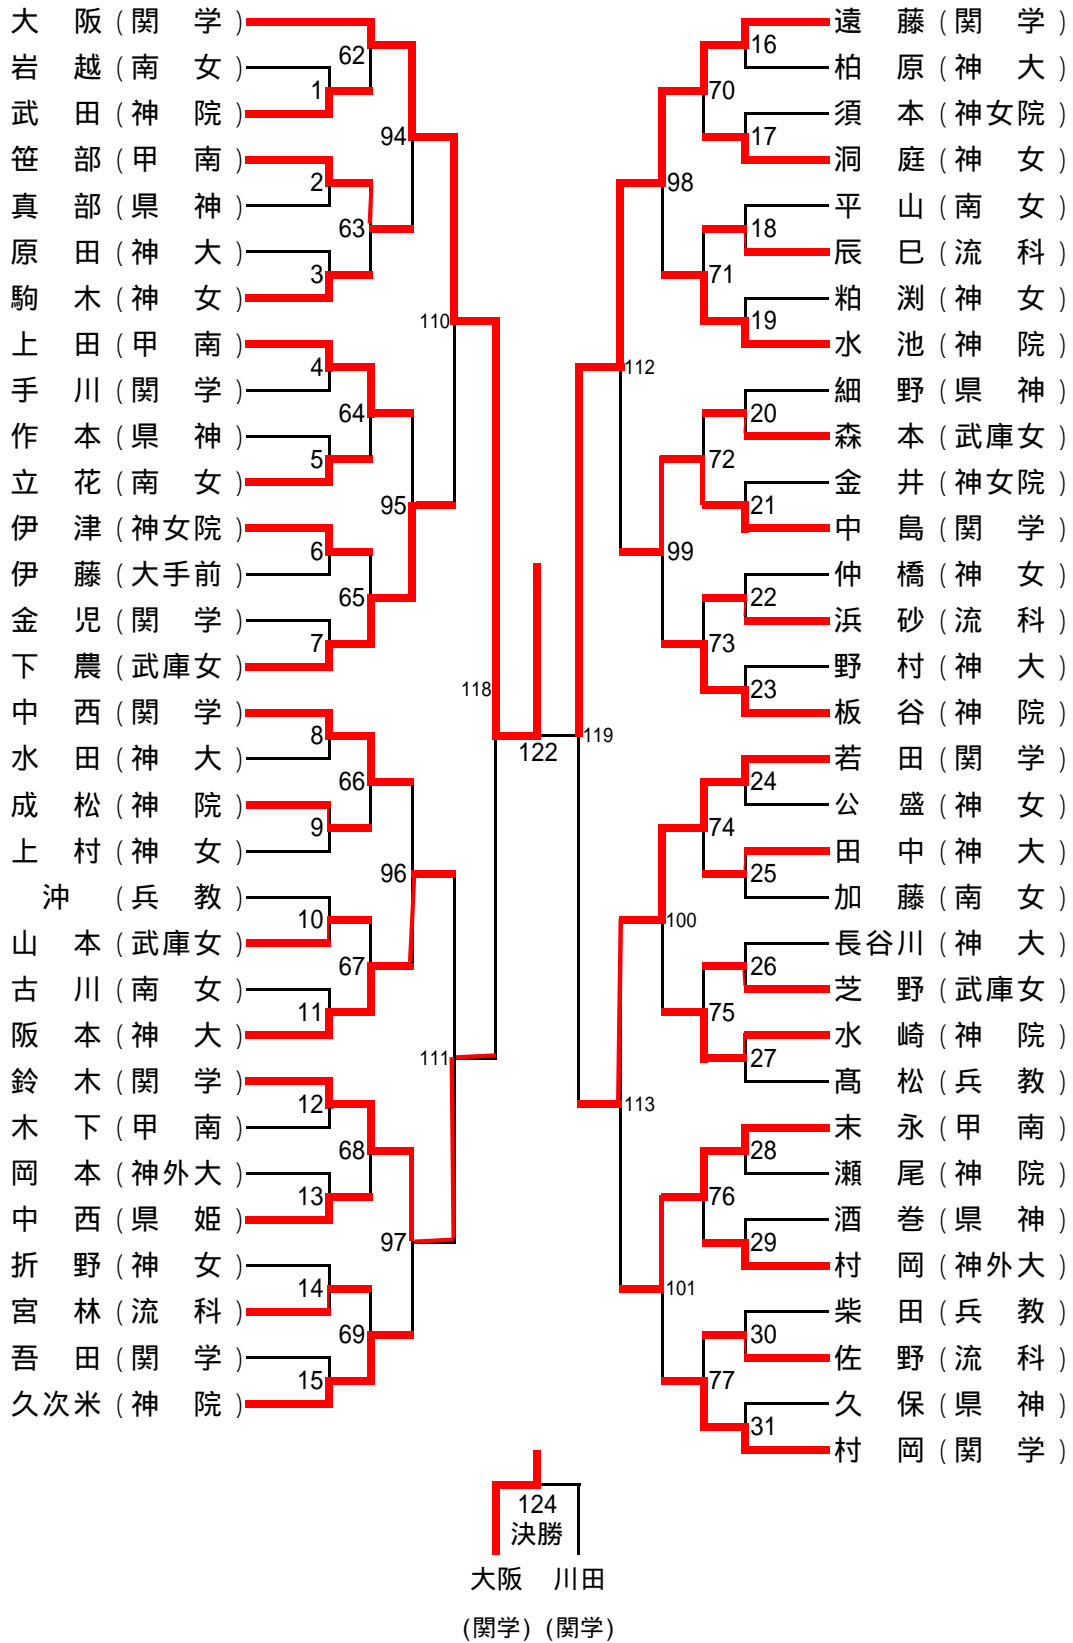 大阪(関学)
岩越(南女)
武田(神院)
笹部(甲南)
真部(県神)
原田(神大)
駒木(神女)
上田(甲南)
手川(関学)
作本(県神)
立花(南女)
伊津(神女院)
伊藤(大手前)
金児(関学)
下農(武庫女)
中西(関学)
水田(神大)
成松(神院)
上村(神女)
沖(兵教)
山本(武庫女)
古川(南女)
阪本(神大)
鈴木(関学)
木下(甲南)
岡本(神外大)
中西(県姫)
折野(神女)
宮林(流科)
吾田(関学)
久次米(神院)
1
2
3
4
5
6
7
8
9
10
11
12
13
14
15
62
63
64
65
66
67
68
69
94
95
96
97
110
111
118
122
119
112
113
98
99
100
101
70
71
72
73
74
75
76
77
16
17
18
19
20
21
22
23
24
25
26
27
28
29
30
31
遠藤(関学)
柏原(神大)
須本(神女院)
洞庭(神女)
平山(南女)
辰巳(流科)
粕渕(神女)
水池(神院)
細野(県神)
森本(武庫女)
金井(神女院)
中島(関学)
仲橋(神女)
浜砂(流科)
野村(神大)
板谷(神院)
若田(関学)
公盛(神女)
田中(神大)
加藤(南女)
長谷川(神大)
芝野(武庫女)
水崎(神院)
髙松(兵教)
末永(甲南)
瀬尾(神院)
酒巻(県神)
村岡(神外大)
柴田(兵教)
佐野(流科)
久保(県神)
村岡(関学)
124
決勝
大阪 川田
(関学) (関学)